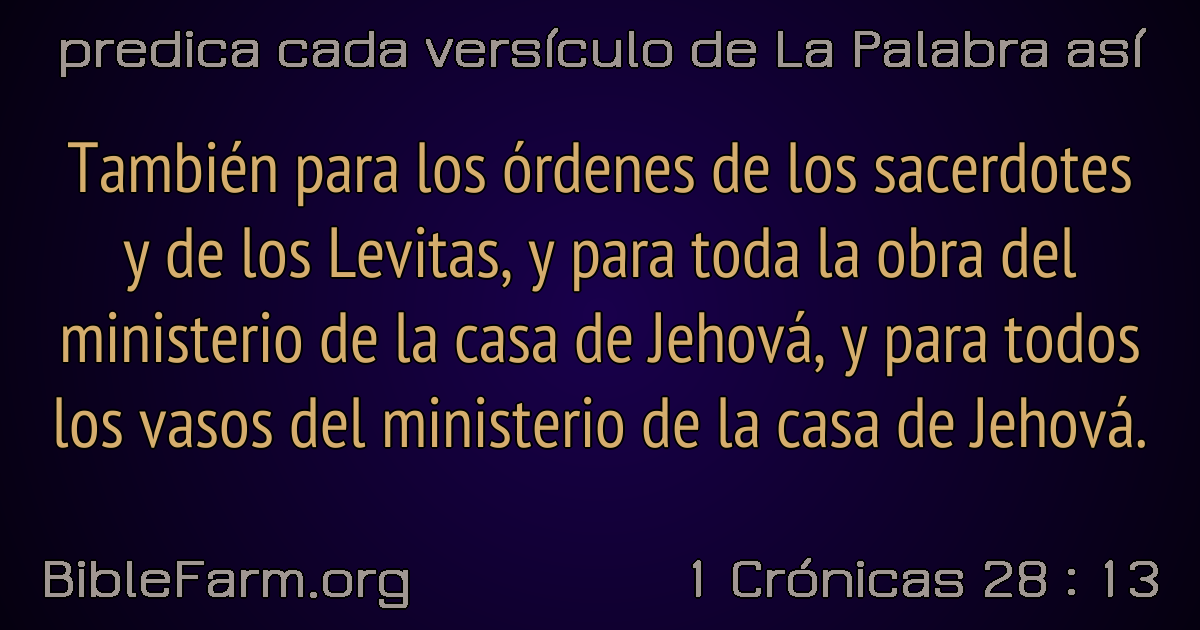 predica cada versículo de La Palabra así
También para los órdenes de los sacerdotes
y de los Levitas, y para toda la obra del
ministerio de la casa de Jehová, y para todos
los vasos del ministerio de la casa de Jehová.
BibleFarm.org
1 Crónicas 28 : 13